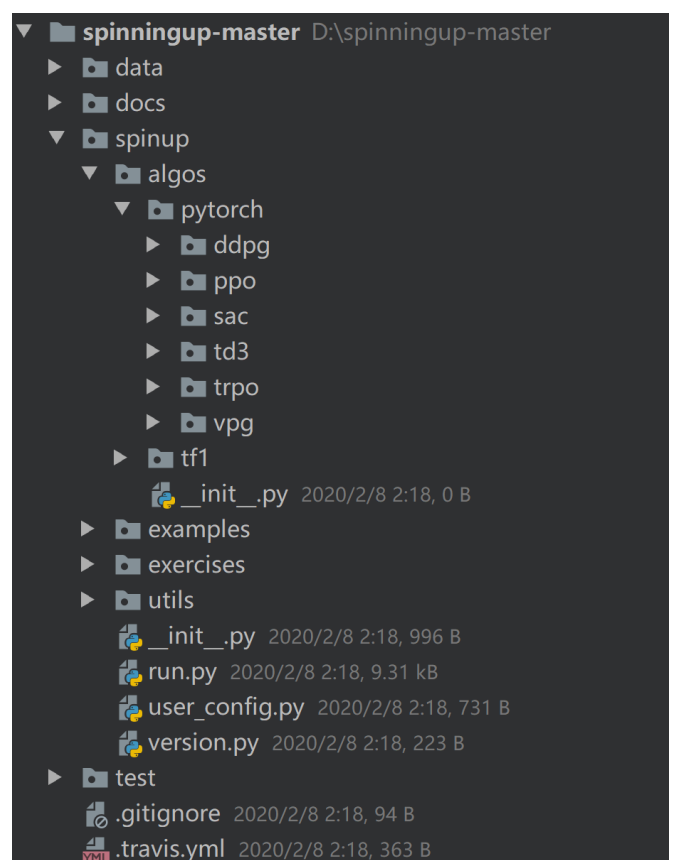 spinningup-master D:\spinningup-master
data
docs
spinup
algos
pytorch
ddpg
ppo
sac
td3
trpo
vpg
tf1
__init__.py 2020/2/8 2:18, 0 B
examples
exercises
utils
__init__.py 2020/2/8 2:18, 996 B
run.py 2020/2/8 2:18, 9.31 kB
user_config.py 2020/2/8 2:18, 731 B
version.py 2020/2/8 2:18, 223 B
test
.gitignore 2020/2/8 2:18, 94 B
.travis.yml 2020/2/8 2:18, 363 B